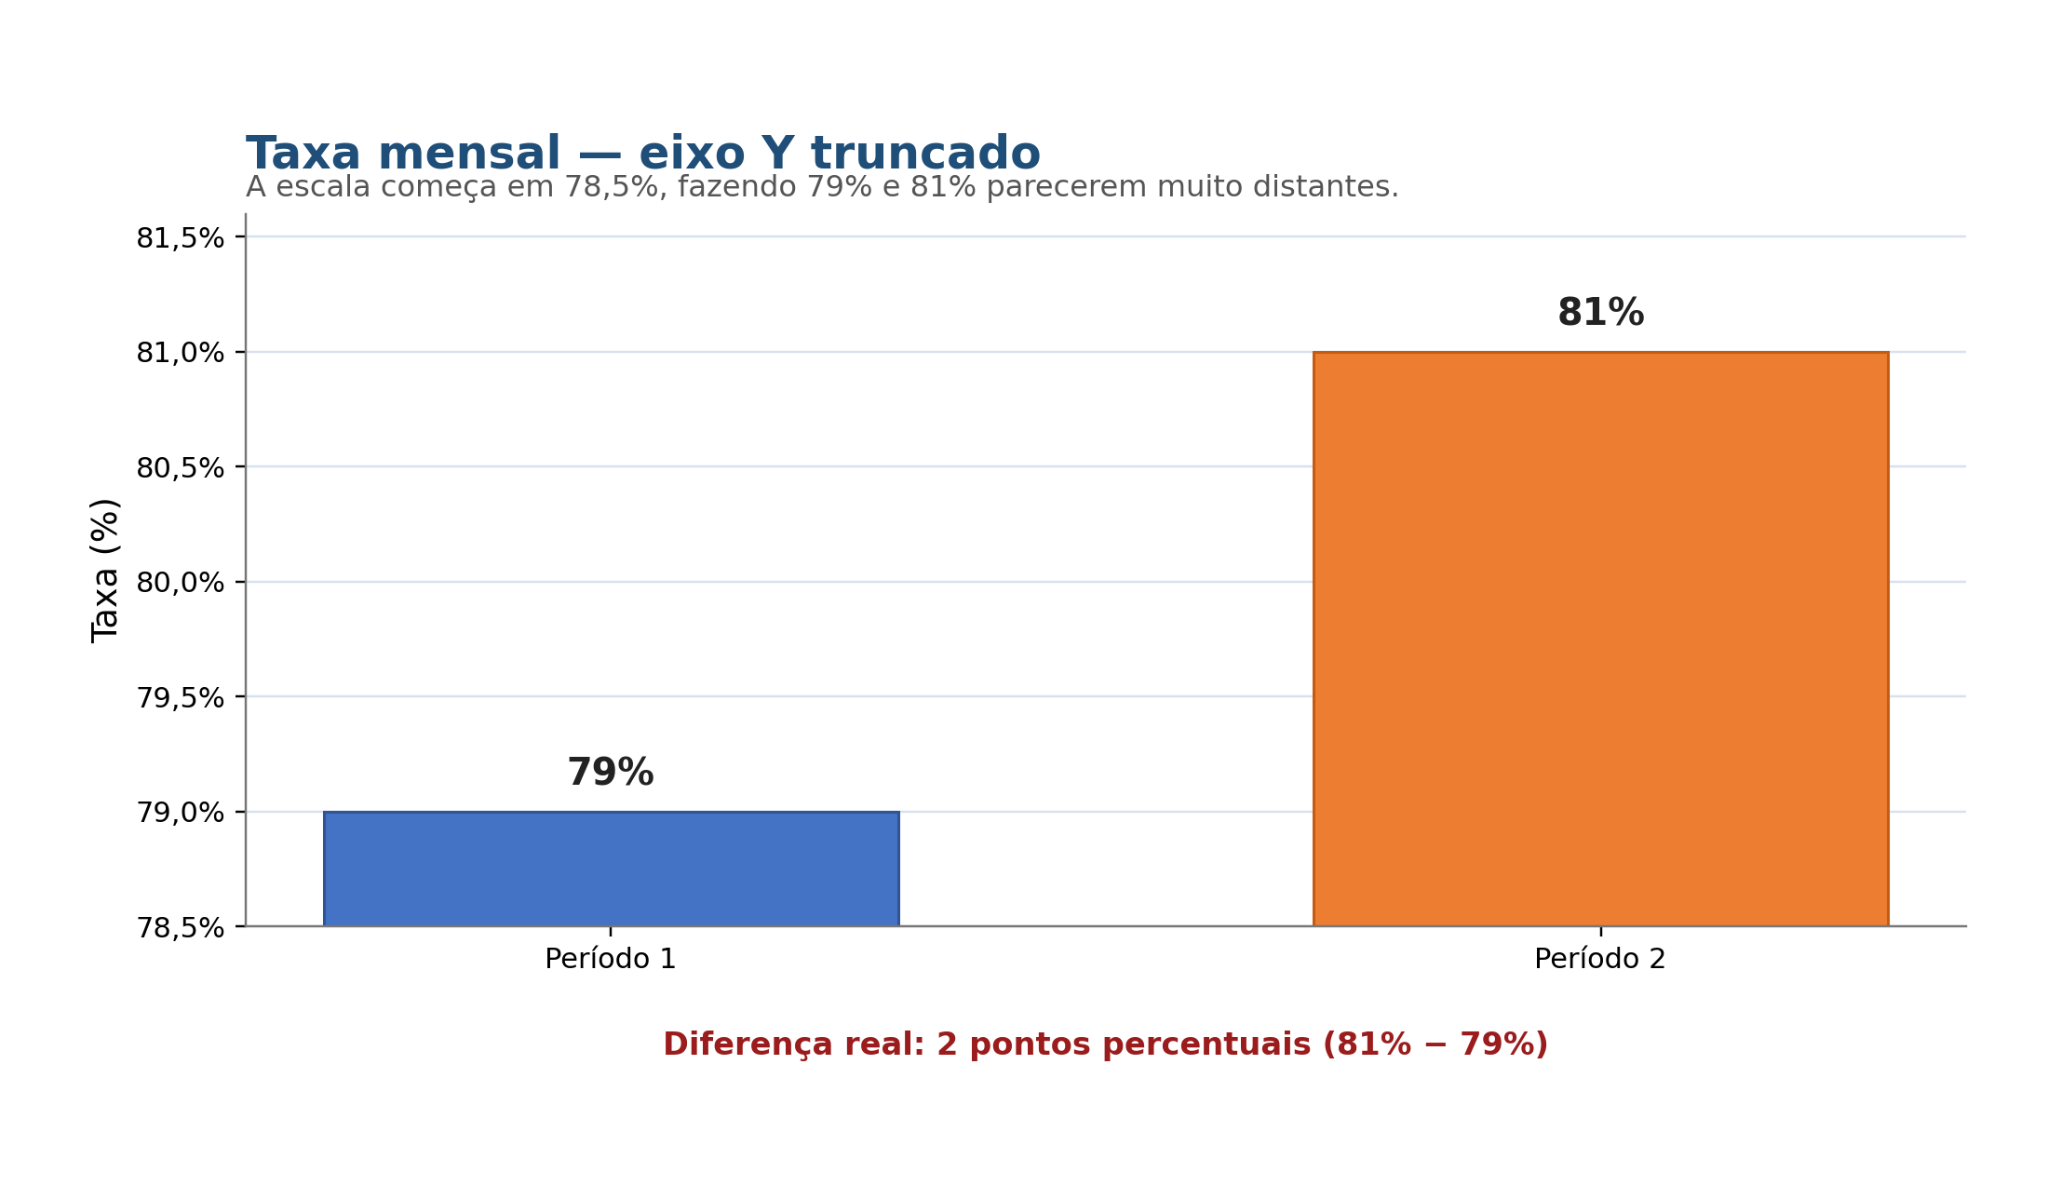 Taxa mensal — eixo Y truncado
A escala começa em 78,5%, fazendo 79% e 81% parecerem muito distantes.
81,5%
81%
81,0%
80,5%
Taxa (%)
80,0%
79,5%
79%
79,0%
78,5%
Período 1
Período 2
Diferença real: 2 pontos percentuais (81% − 79%)